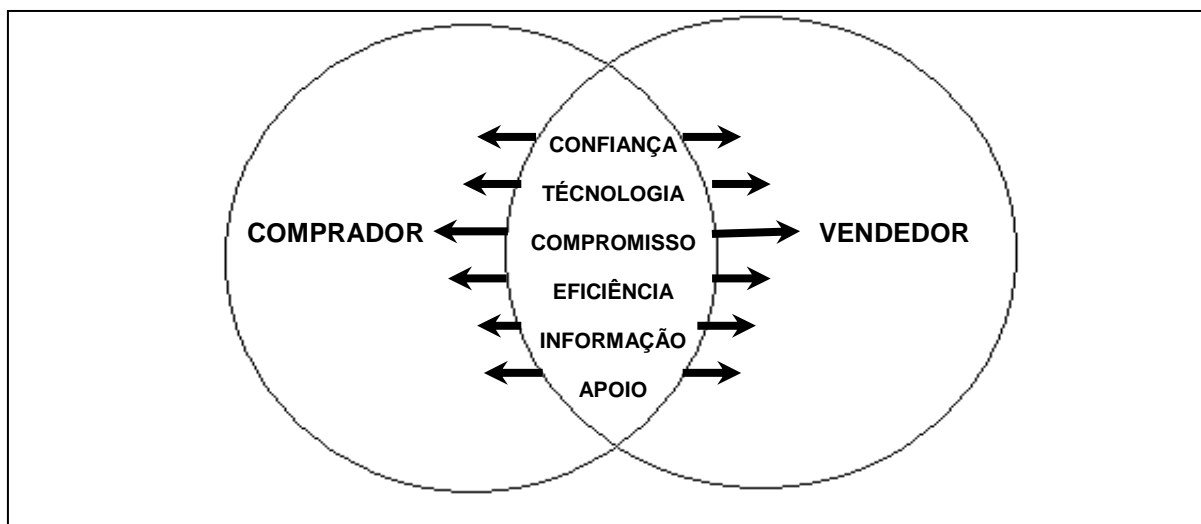 CONFIANÇA
TÉCNOLOGIA
COMPRADOR
COMPROMISSO
VENDEDOR
EFICIÊNCIA
INFORMAÇÃO
APOIO